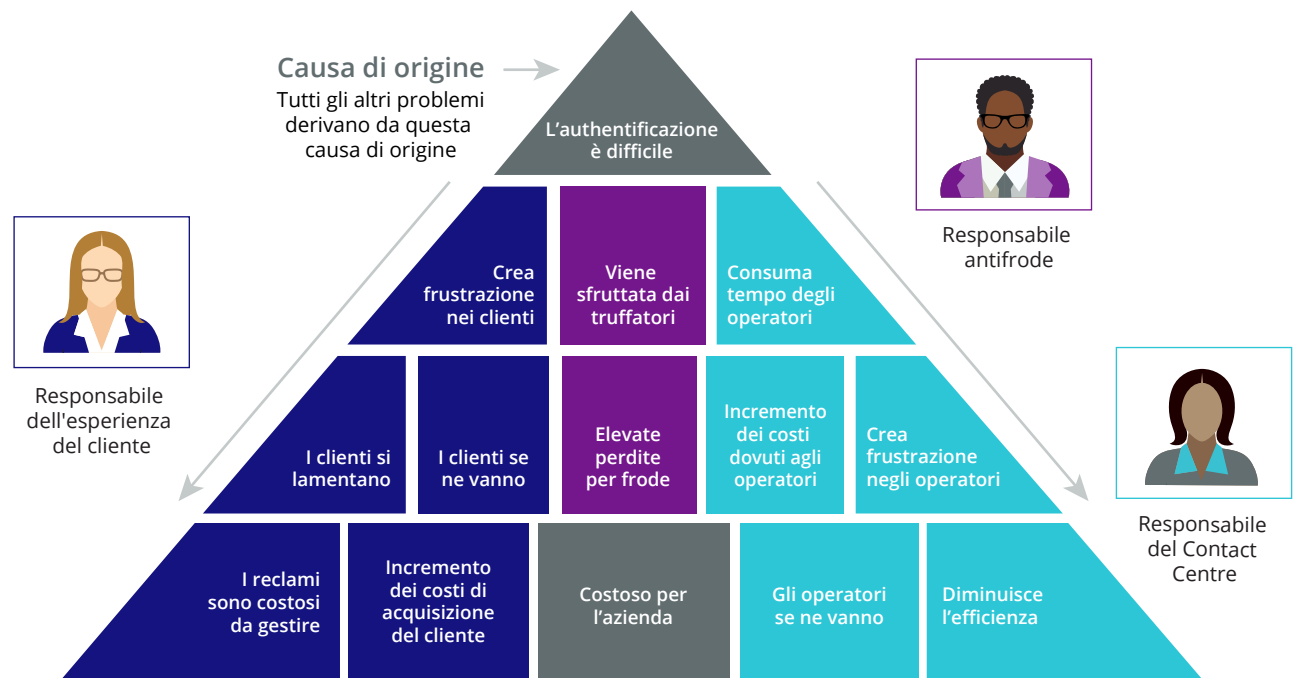 Causa di origine
Tutti gli altri problemi
derivano da questa
causa di origine
L’authentificazione
è difficile
Responsabile
antifrode
Responsabile
dell'esperienza
del cliente
Crea
frustrazione
nei clienti
Viene
sfruttata dai
truffatori
Consuma
tempo degli
operatori
I clienti si
lamentano
I clienti se
ne vanno
Elevate
perdite
per frode
Incremento
dei costi
dovuti agli
operatori
Crea
frustrazione
negli operatori
Responsabile
del Contact
Centre
I reclami
sono costosi
da gestire
Incremento
dei costi di
acquisizione
del cliente
Costoso per
l’azienda
Gli operatori
se ne vanno
Diminuisce
l’efficienza